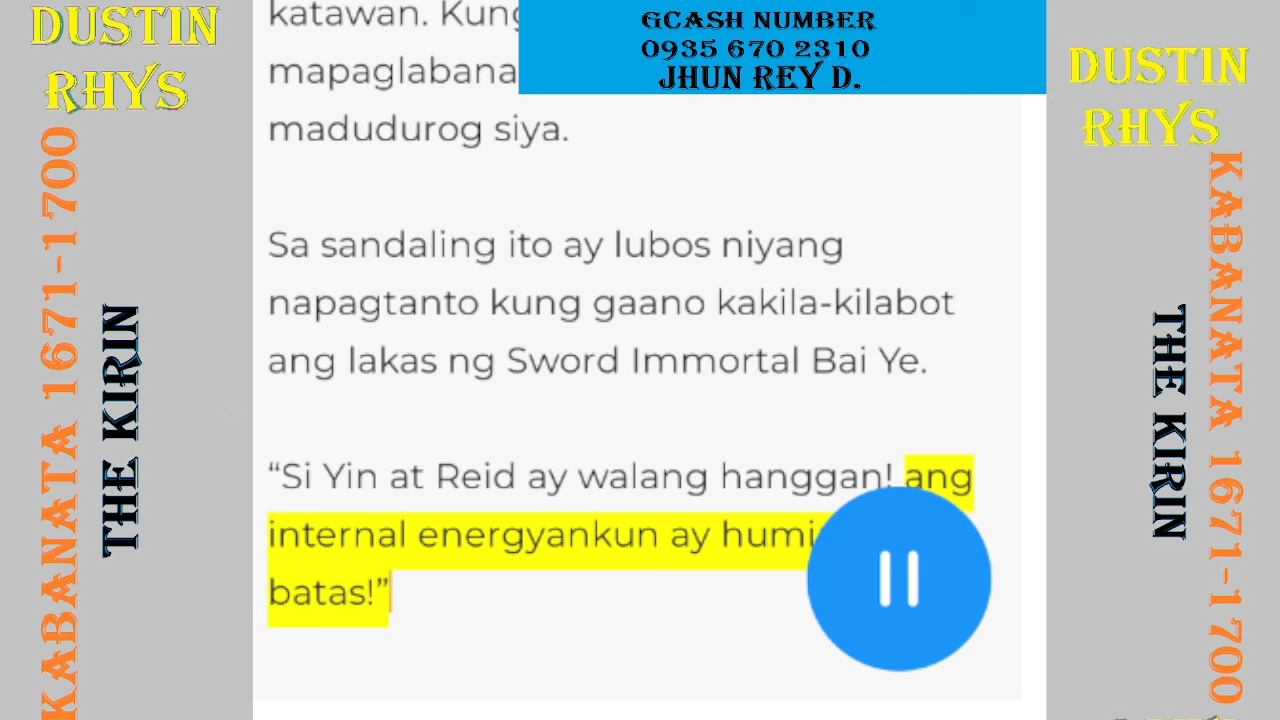 DUSTIN
RHYS
KABANATA 1671-1700
THE KIRIN
katawan.
mapaglabana
madudurog siya.
Sa sandaling ito ay lubos niyang
napagtanto kung gaano kakila-kilabot
ang lakas ng Sword Immortal Bai Ye.
“Si Yin at Reid ay walang hanggan! ang
internal energyankun ay humi
batas!”
GCASH NUMBER
0935 670 2310
JHUN REY D.
DUSTIN
RHYS
KABANATA 1671-1700
THE KIRIN